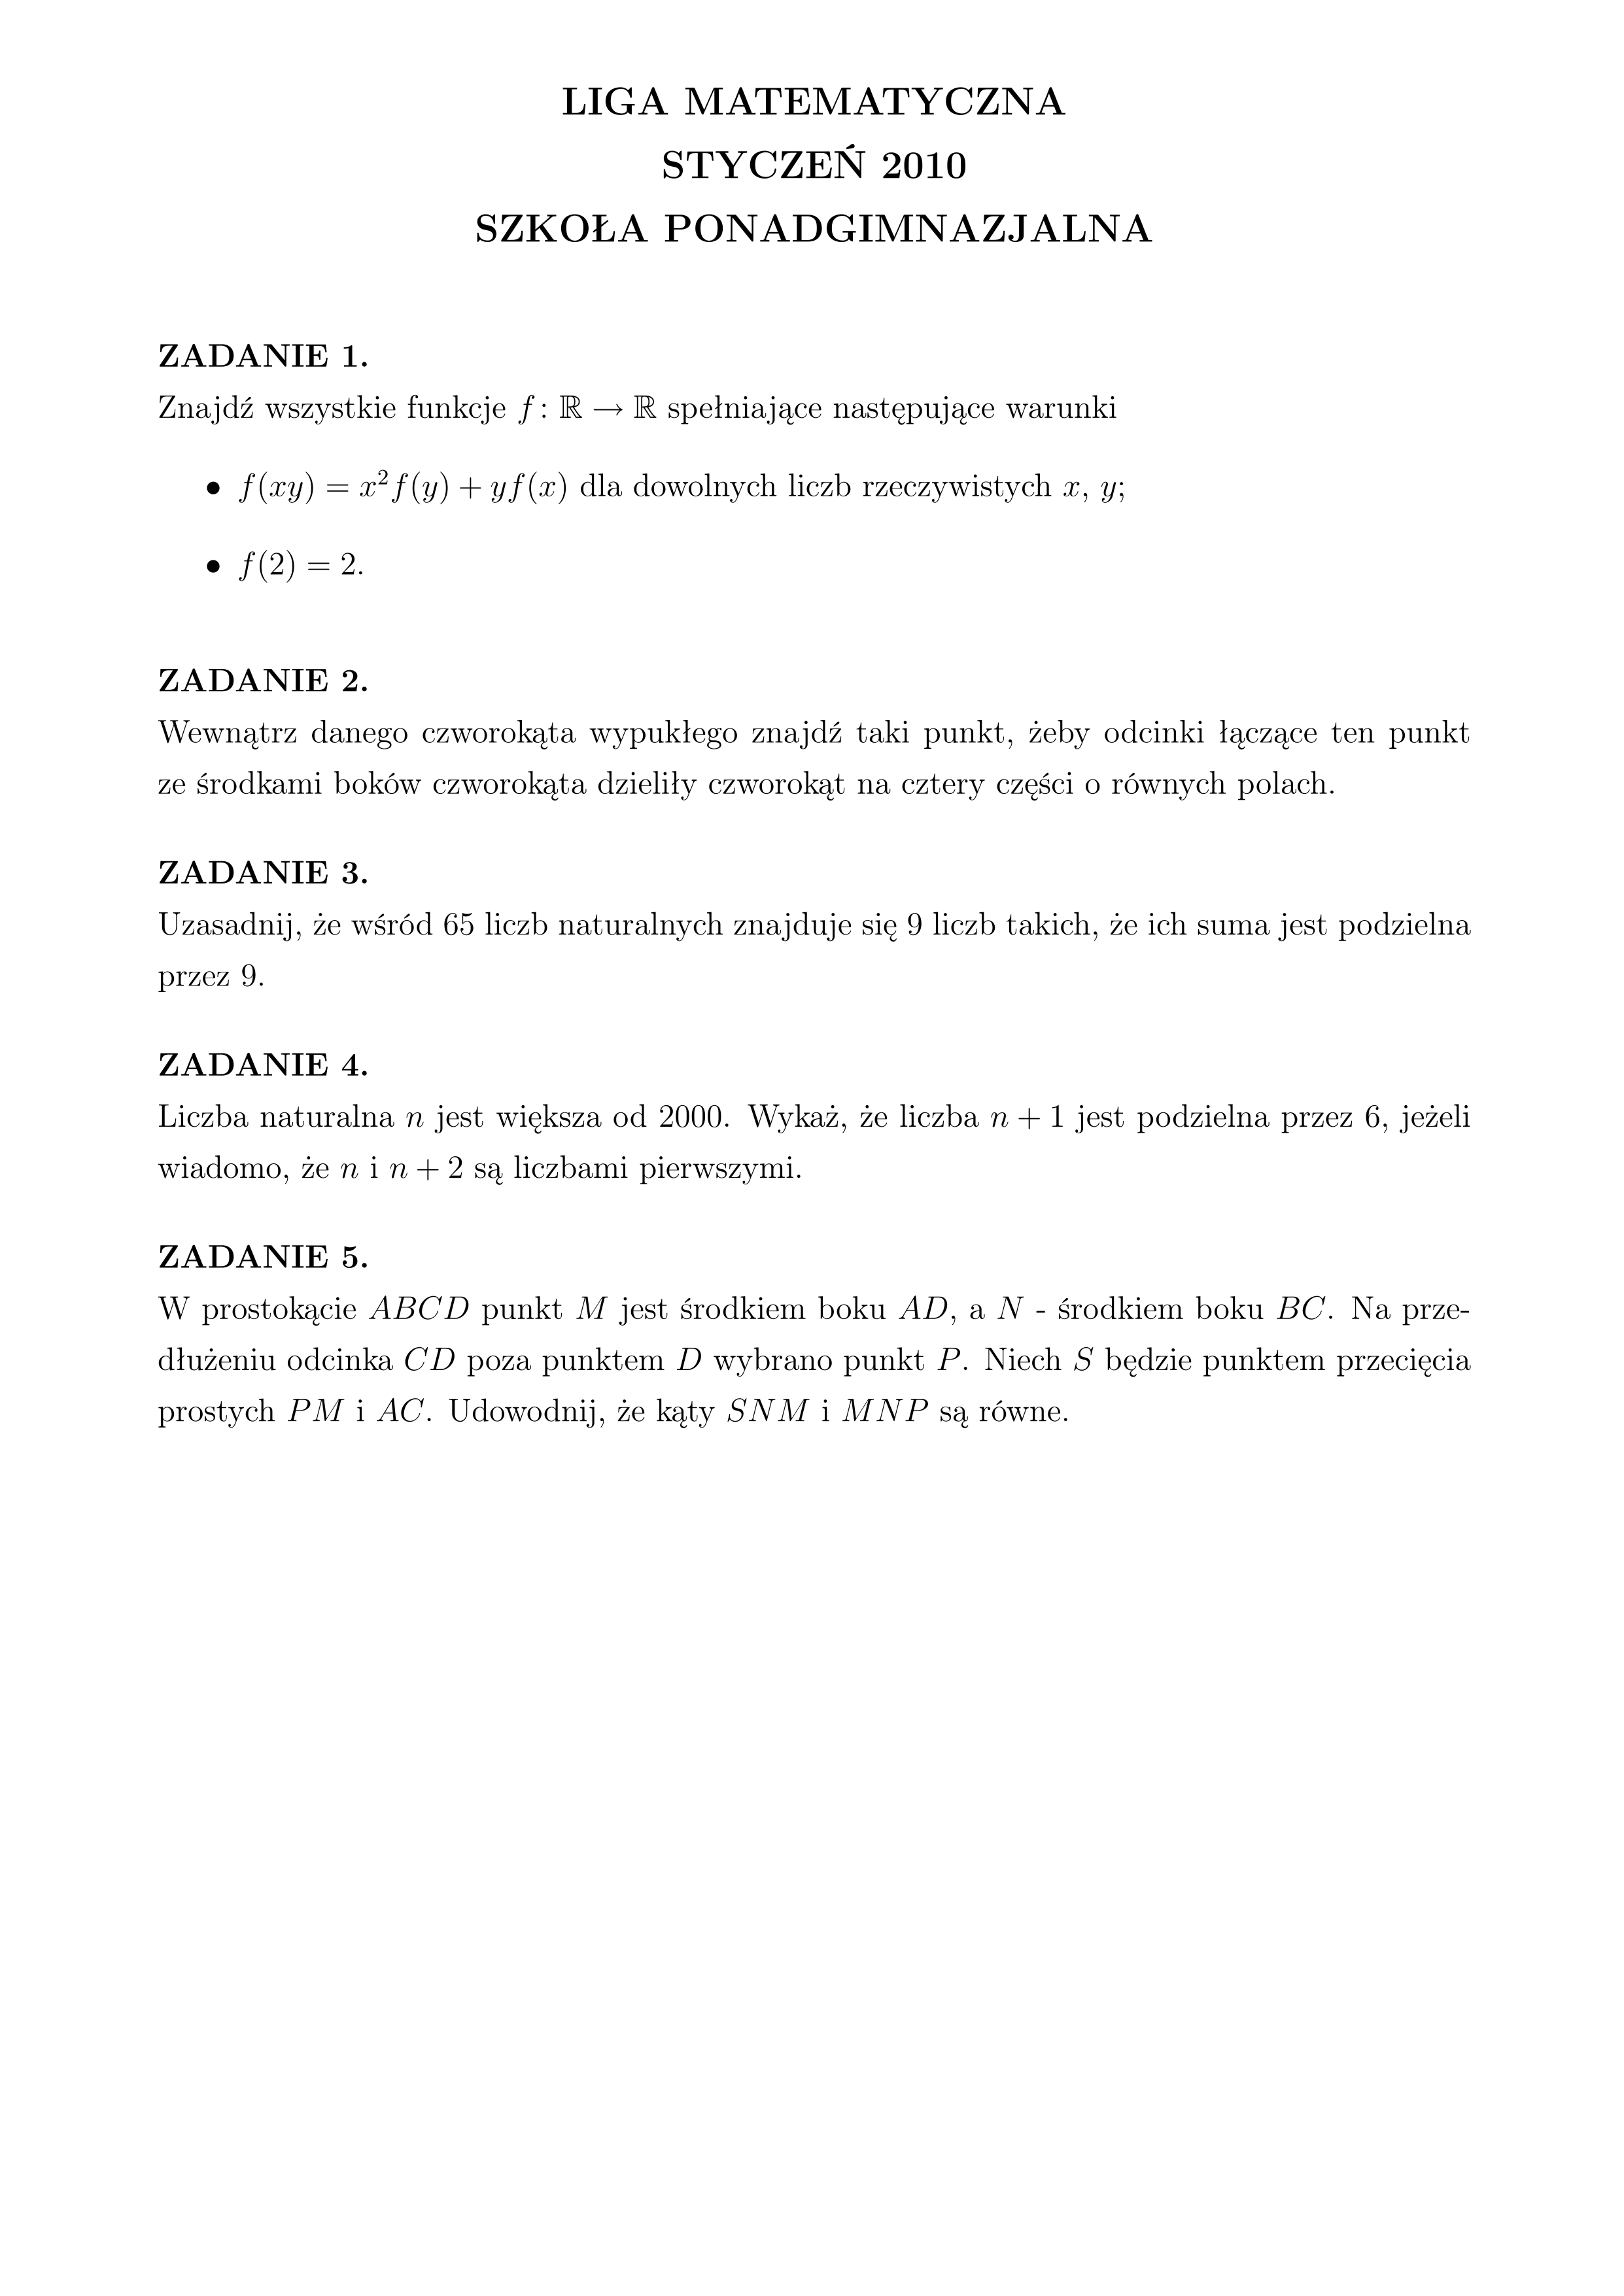 LIGA MATEMATYCZNA
STYCZEŃ 2010
SZKOŁA PONADGIMNAZJALNA
ZADANIE 1.
Znajdź wszystkie funkcje f: ℝ → ℝ spełniające następujące warunki
• f(xy) = x²f(y) + yf(x) dla dowolnych liczb rzeczywistych x, y;
• f(2) = 2.
ZADANIE 2.
Wewnątrz danego czworokąta wypukłego znajdź taki punkt, żeby odcinki łączące ten punkt
ze środkami boków czworokąta dzieliły czworokąt na cztery części o równych polach.
ZADANIE 3.
Uzasadnij, że wśród 65 liczb naturalnych znajduje się 9 liczb takich, że ich suma jest podzielna
przez 9.
ZADANIE 4.
Liczba naturalna n jest większa od 2000. Wykaż, że liczba n + 1 jest podzielna przez 6, jeżeli
wiadomo, że n i n + 2 są liczbami pierwszymi.
ZADANIE 5.
W prostokącie ABCD punkt M jest środkiem boku AD, a N - środkiem boku BC. Na prze-
dłużeniu odcinka CD poza punktem D wybrano punkt P. Niech S będzie punktem przecięcia
prostych PM i AC. Udowodnij, że kąty SNM i MNP są równe.